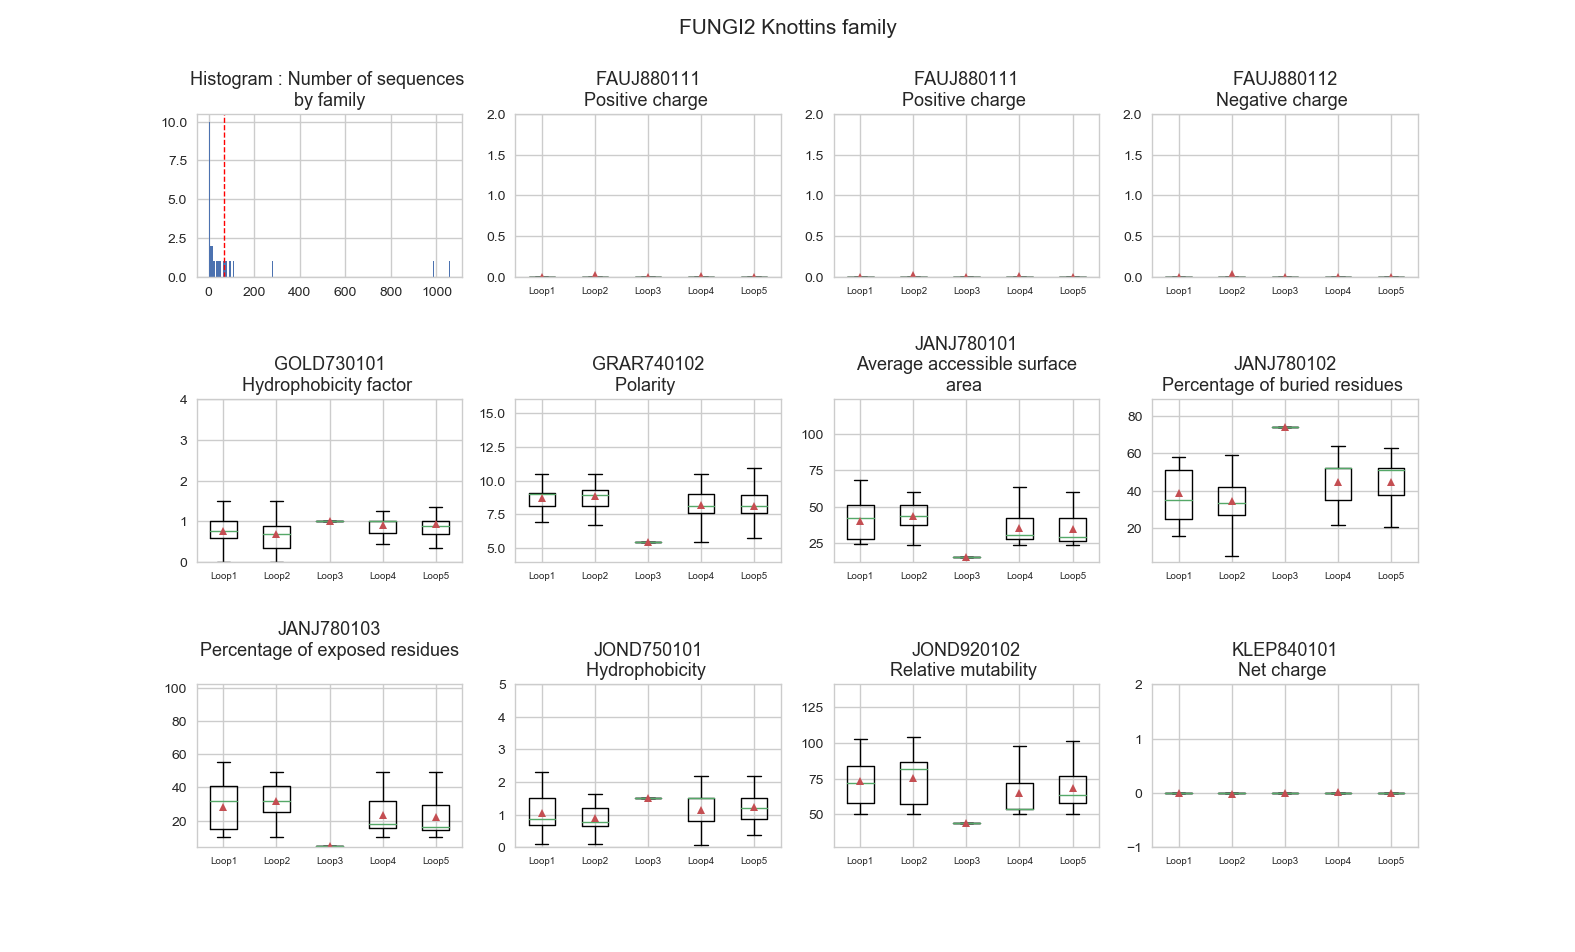 FUNGI2 Knottins family
Histogram : Number of sequences
by family
10.0
7.5
5.0
2.5
0.0
0 200 400 600 800 1000
FAUJ880111
Positive charge
2.0
1.5
1.0
0.5
0.0
Loop1 Loop2 Loop3 Loop4 Loop5
FAUJ880111
Positive charge
2.0
1.5
1.0
0.5
0.0
Loop1 Loop2 Loop3 Loop4 Loop5
FAUJ880112
Negative charge
2.0
1.5
1.0
0.5
0.0
Loop1 Loop2 Loop3 Loop4 Loop5
GOLD730101
Hydrophobicity factor
4
3
2
1
0
Loop1 Loop2 Loop3 Loop4 Loop5
GRAR740102
Polarity
15.0
12.5
10.0
7.5
5.0
Loop1 Loop2 Loop3 Loop4 Loop5
JANJ780101
Average accessible surface
area
100
75
50
25
Loop1 Loop2 Loop3 Loop4 Loop5
JANJ780102
Percentage of buried residues
80
60
40
20
Loop1 Loop2 Loop3 Loop4 Loop5
JANJ780103
Percentage of exposed residues
100
80
60
40
20
Loop1 Loop2 Loop3 Loop4 Loop5
JOND750101
Hydrophobicity
5
4
3
2
1
0
Loop1 Loop2 Loop3 Loop4 Loop5
JOND920102
Relative mutability
125
100
75
50
Loop1 Loop2 Loop3 Loop4 Loop5
KLEP840101
Net charge
2
1
0
−1
Loop1 Loop2 Loop3 Loop4 Loop5